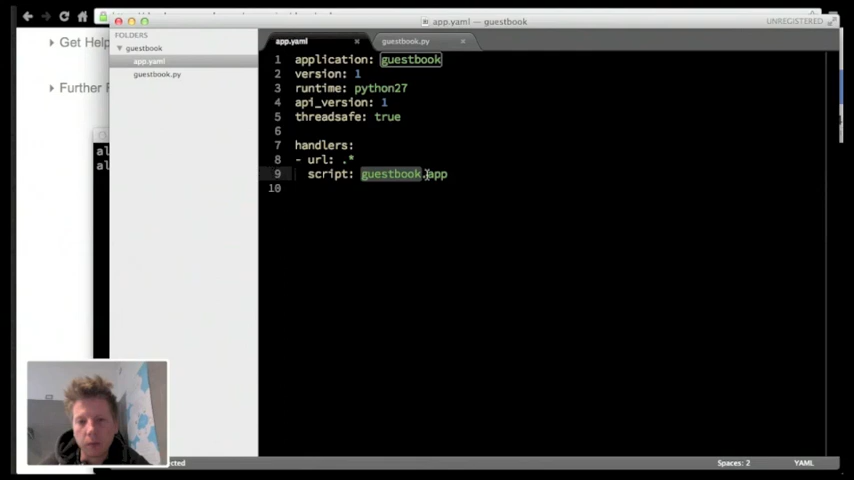 app.yaml — guestbook
UNREGISTERED
Get Help
Further
FOLDERS
guestbook
app.yaml
guestbook.py
app.yaml
guestbook.py
1 application: guestbook
2 version: 1
3 runtime: python27
4 api_version: 1
5 threadsafe: true
6
7 handlers:
8 - url: .*
9 script: guestbook.app
10
al
al
Spaces: 2
YAML